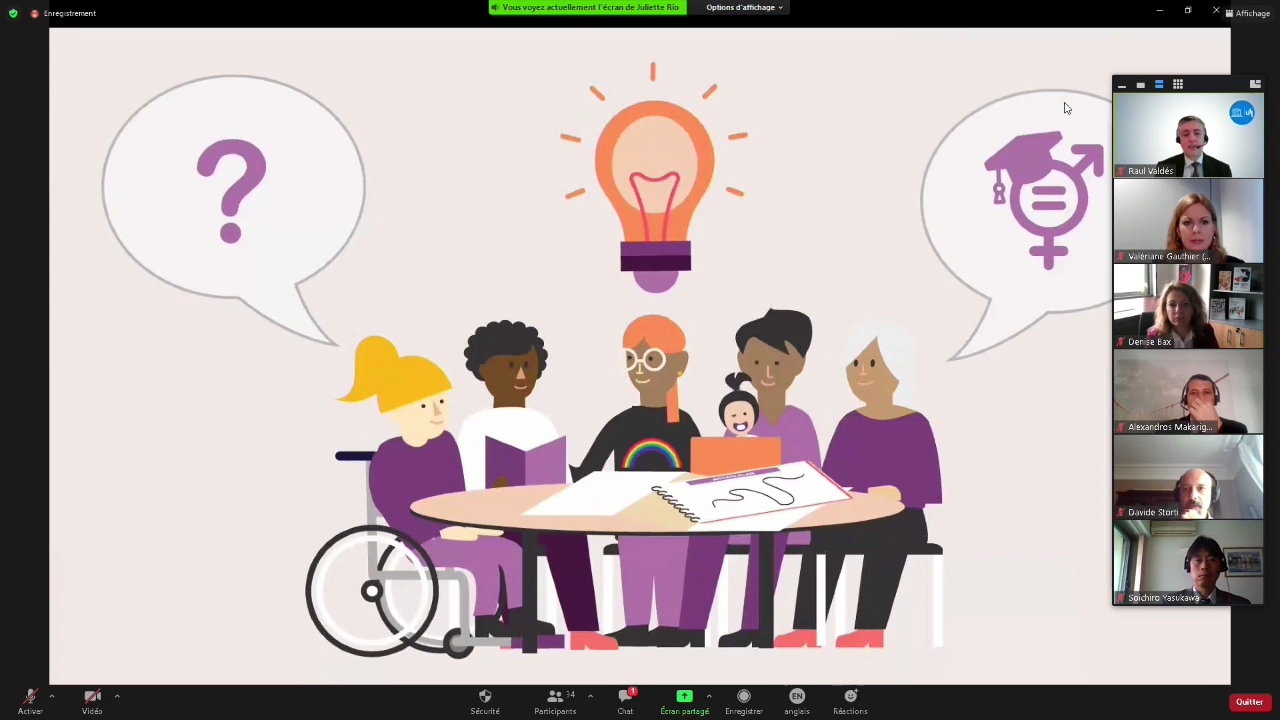 Enregistrement
Vous voyez actuellement l'écran de Juliette Rio
Options d'affichage
Affichage
?
Raul Valdés
Valériane Gauthier (...
Denise Bax
Alexandros Makarig...
Davide Storti
Soichiro Yasukawa
Activer
Vidéo
Sécurité
34
Participants
1
Chat
Écran partagé
Enregistrer
EN
anglais
Réactions
Quitter